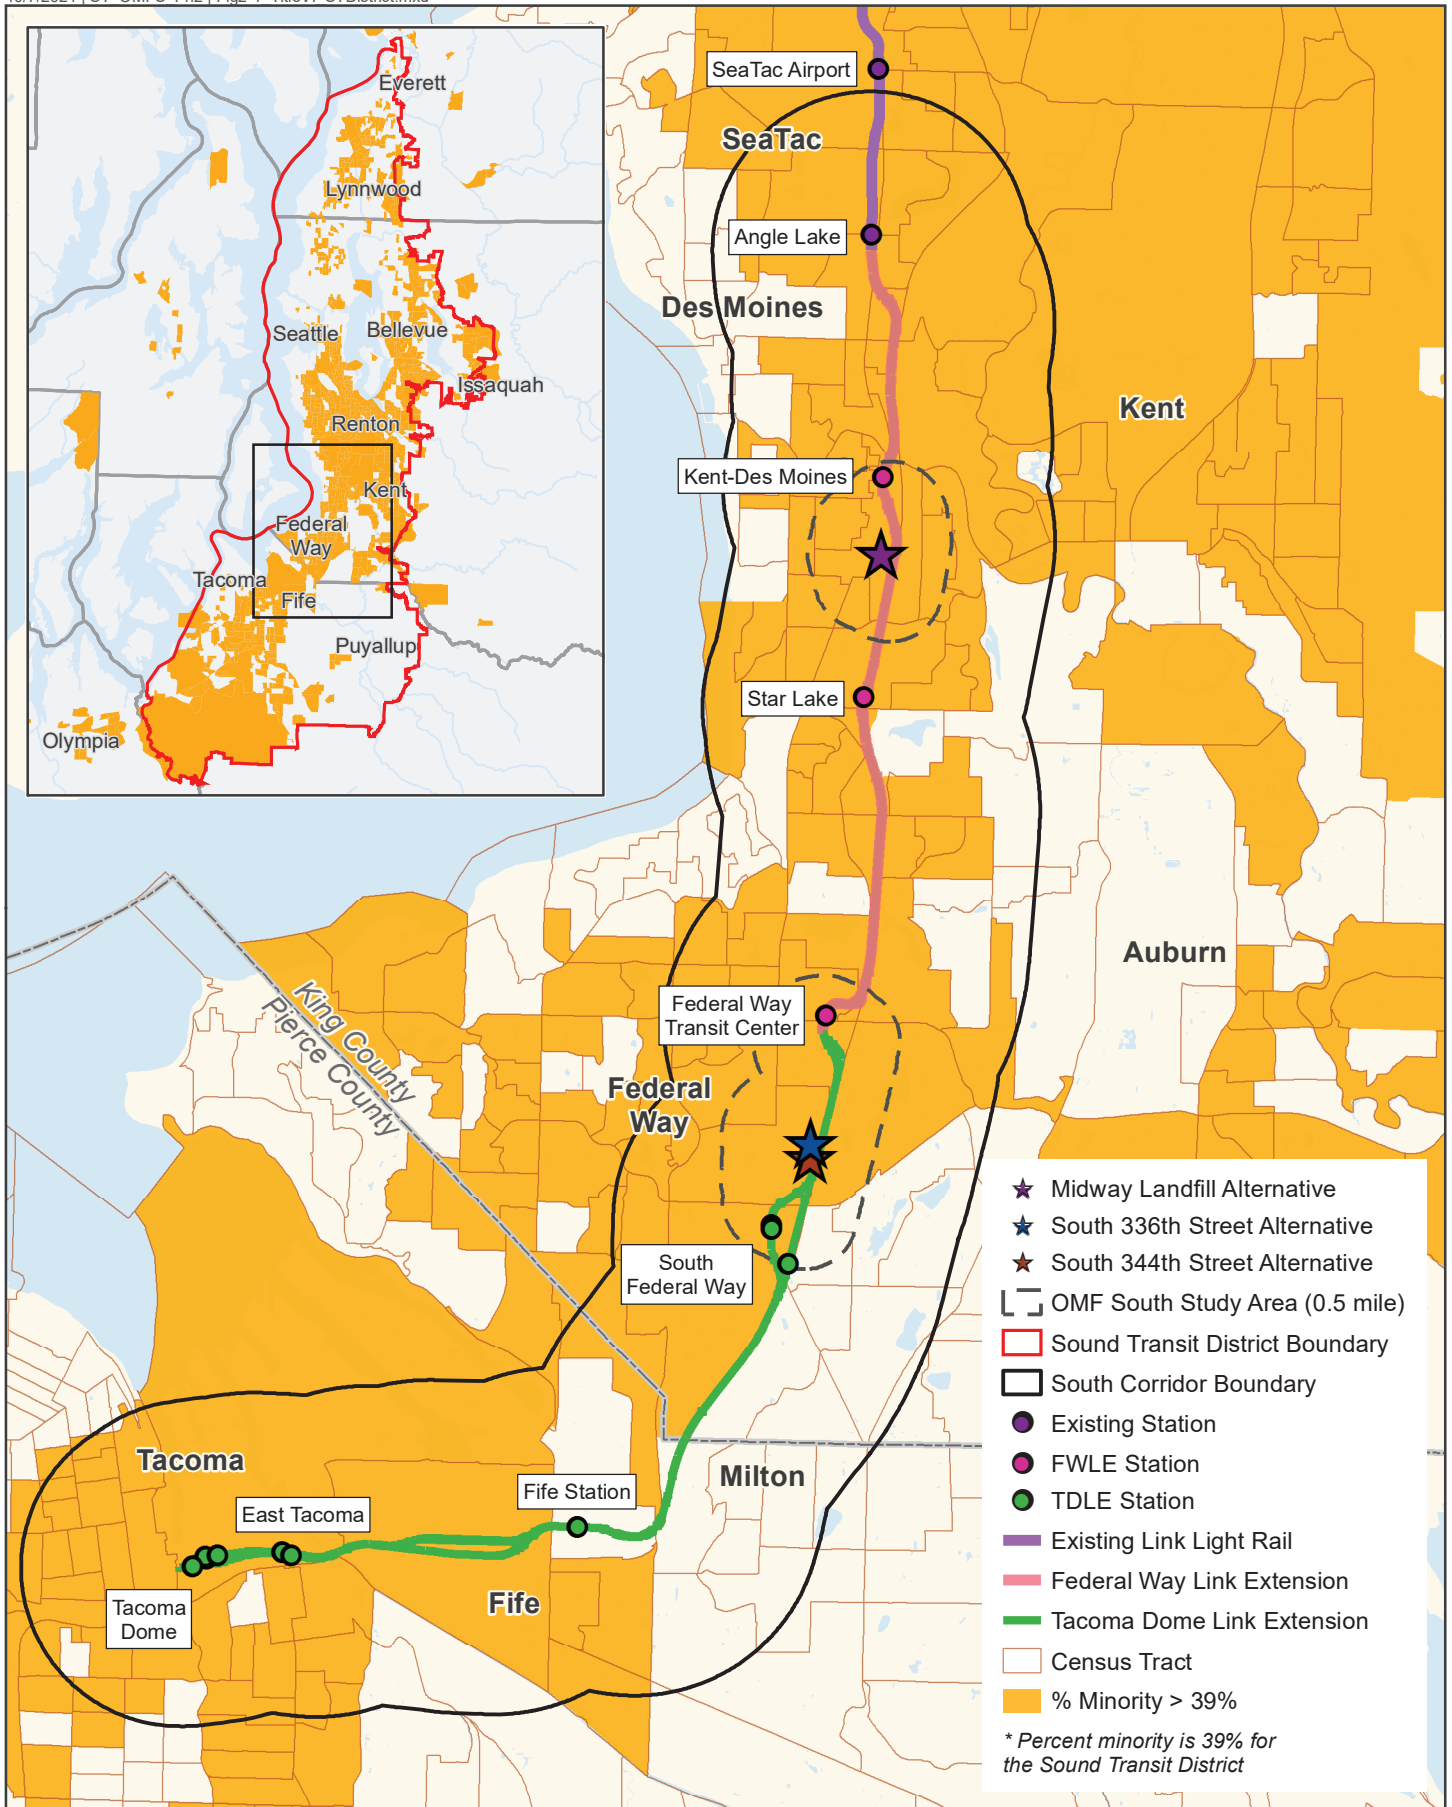 Everett
Lynnwood
Seattle
Bellevue
Issaquah
Renton
Kent
Federal
Way
Tacoma
Fife
Puyallup
Olympia
SeaTac Airport
SeaTac
Angle Lake
Des Moines
Kent
Kent-Des Moines
Star Lake
Auburn
King County
Pierce County
Federal Way
Transit Center
Federal
Way
South
Federal Way
Tacoma
East Tacoma
Fife Station
Milton
Tacoma
Dome
Fife
Midway Landfill Alternative
South 336th Street Alternative
South 344th Street Alternative
OMF South Study Area (0.5 mile)
Sound Transit District Boundary
South Corridor Boundary
Existing Station
FWLE Station
TDLE Station
Existing Link Light Rail
Federal Way Link Extension
Tacoma Dome Link Extension
Census Tract
% Minority > 39%
* Percent minority is 39% for
the Sound Transit District